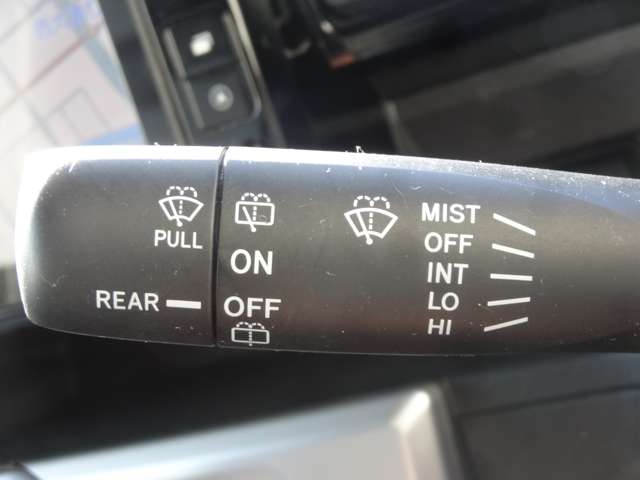 PULL
REAR
ON
OFF
MIST
OFF
INT
LO
HI